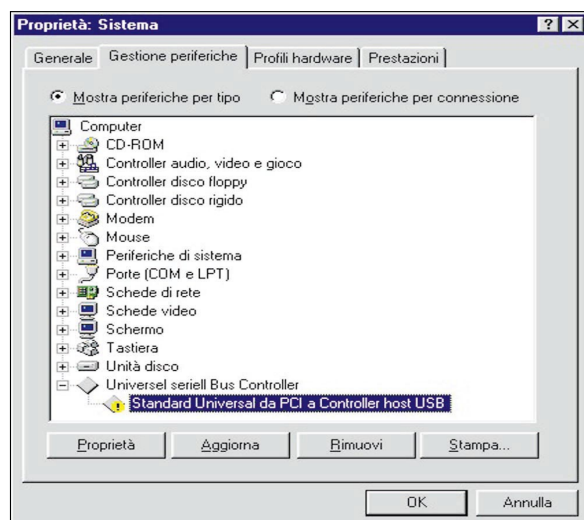 Proprietà: Sistema
Generale Gestione periferiche Profili hardware Prestazioni
Mostra periferiche per tipo Mostra periferiche per connessione
Computer
CD-ROM
Controller audio, video e gioco
Controller disco floppy
Controller disco rigido
Modem
Mouse
Periferiche di sistema
Porte (COM e LPT)
Schede di rete
Schede video
Schermo
Tastiera
Unità disco
Universel seriell Bus Controller
Standard Universal da PCI a Controller host USB
Proprietà Aggiorna Rimuovi Stampa...
OK Annulla